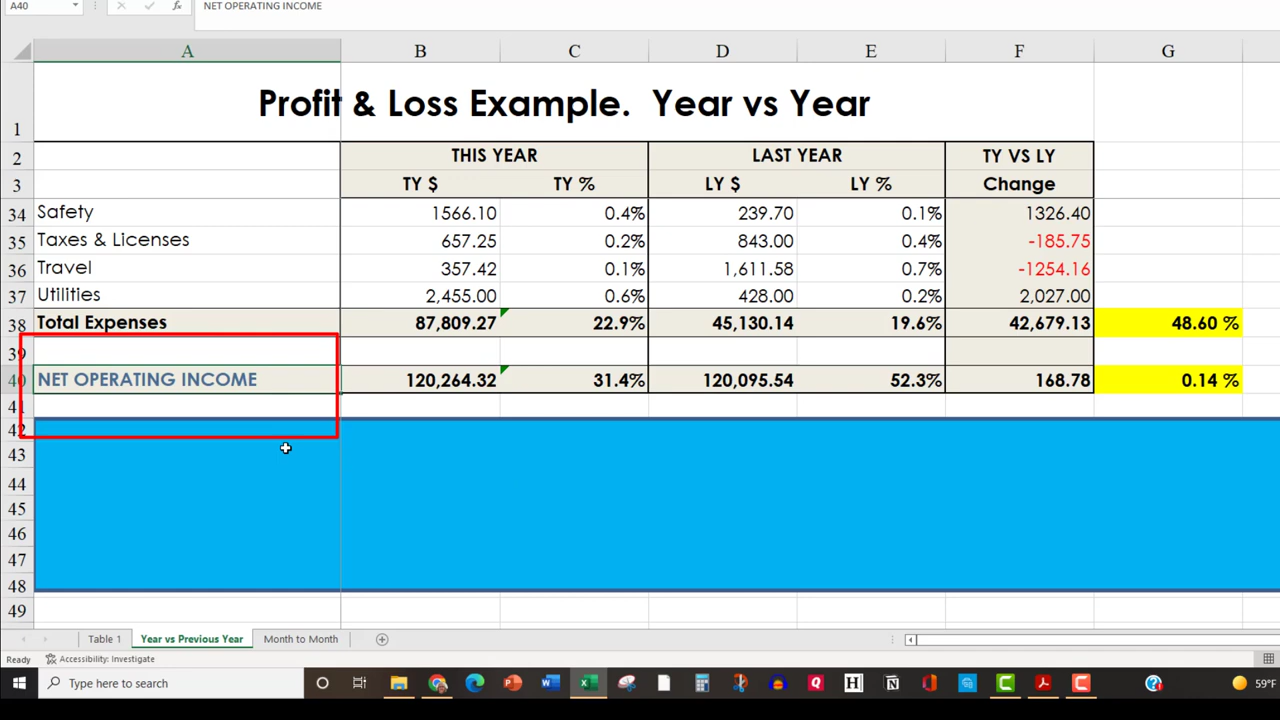 A40 fx NET OPERATING INCOME
A B C D E F G
1 Profit & Loss Example. Year vs Year
2 THIS YEAR LAST YEAR TY VS LY
3 TY $ TY % LY $ LY % Change
34 Safety 1566.10 0.4% 239.70 0.1% 1326.40
35 Taxes & Licenses 657.25 0.2% 843.00 0.4% -185.75
36 Travel 357.42 0.1% 1,611.58 0.7% -1254.16
37 Utilities 2,455.00 0.6% 428.00 0.2% 2,027.00
38 Total Expenses 87,809.27 22.9% 45,130.14 19.6% 42,679.13 48.60 %
39
40 NET OPERATING INCOME 120,264.32 31.4% 120,095.54 52.3% 168.78 0.14 %
41
42
43
44
45
46
47
48
49
Table 1 Year vs Previous Year Month to Month
Ready Accessibility: Investigate
Type here to search 59°F